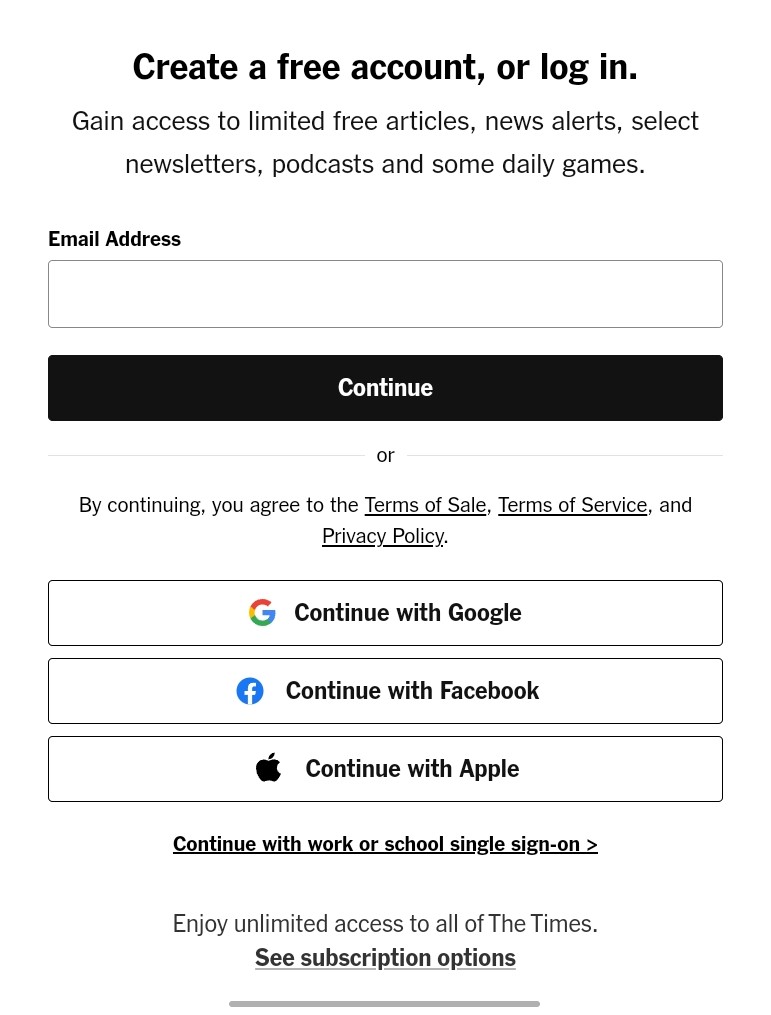 Create a free account, or log in.
Gain access to limited free articles, news alerts, select
newsletters, podcasts and some daily games.
Email Address
Continue
or
By continuing, you agree to the Terms of Sale, Terms of Service, and
Privacy Policy.
Continue with Google
Continue with Facebook
Continue with Apple
Continue with work or school single sign-on >
Enjoy unlimited access to all of The Times.
See subscription options